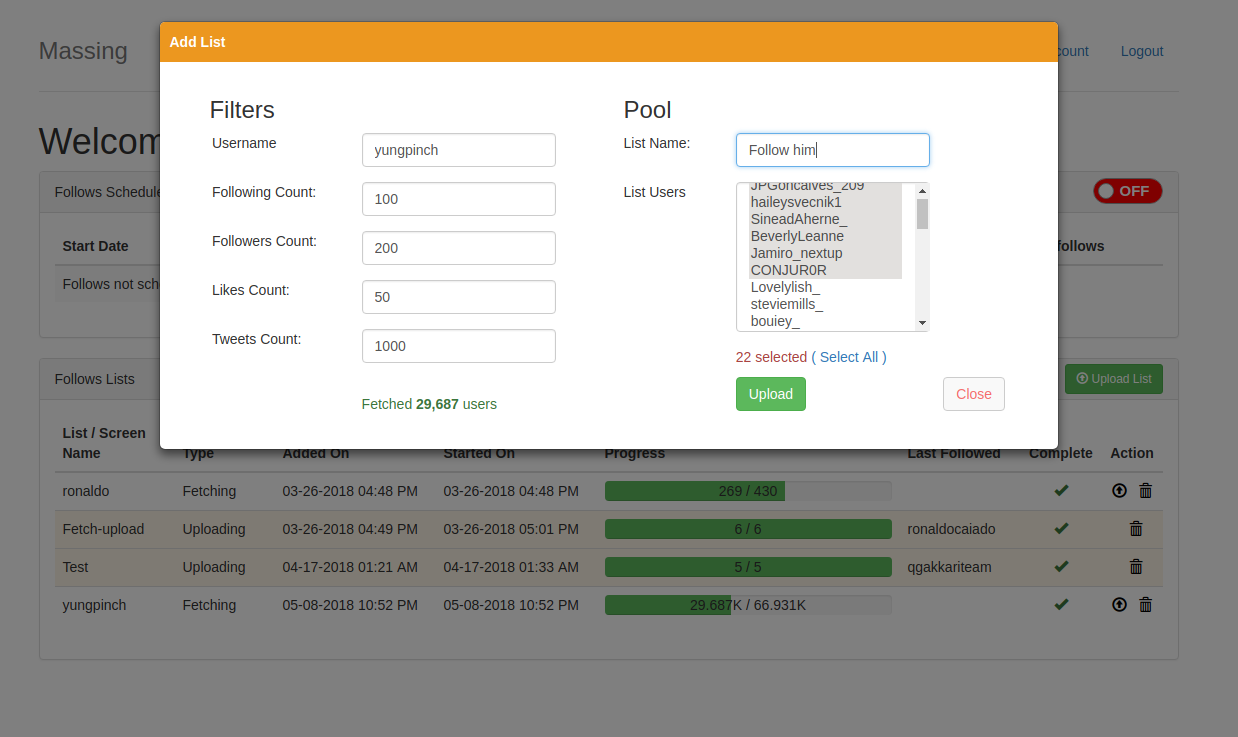 Massing
count
Logout
Add List
Filters
Pool
Username
yungpinch
List Name:
Follow him
Following Count:
100
List Users
JPGoncalves_209
haileysvecnik1
SineadAherne_
BeverlyLeanne
Jamiro_nextup
CONJUR0R
Lovelylish_
steviemills_
bouiey_
Followers Count:
200
Likes Count:
50
Tweets Count:
1000
22 selected ( Select All )
Fetched 29,687 users
Upload
Close
Welcom
Follows Schedule
OFF
Start Date
follows
Follows not sch
Follows Lists
Upload List
List / Screen Name Type Added On Started On Progress Last Followed Complete Action
ronaldo Fetching 03-26-2018 04:48 PM 03-26-2018 04:48 PM 269 / 430
Fetch-upload Uploading 03-26-2018 04:49 PM 03-26-2018 05:01 PM 6 / 6 ronaldocaiado
Test Uploading 04-17-2018 01:21 AM 04-17-2018 01:33 AM 5 / 5 qgakkariteam
yungpinch Fetching 05-08-2018 10:52 PM 05-08-2018 10:52 PM 29.687K / 66.931K